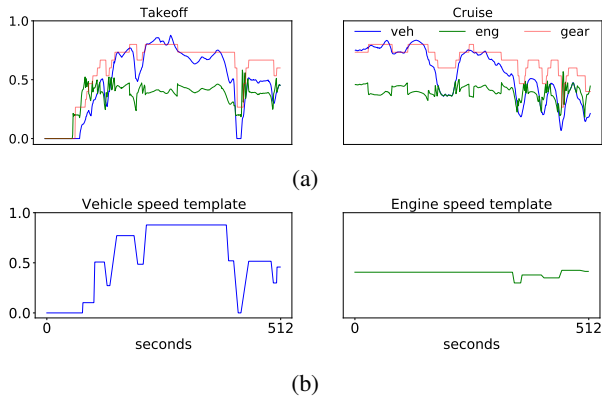 Takeoff
Cruise
1.0
0.5
0.0
veh
eng
gear
(a)
Vehicle speed template
Engine speed template
1.0
0.5
0.0
0
512
0
512
seconds
seconds
(b)